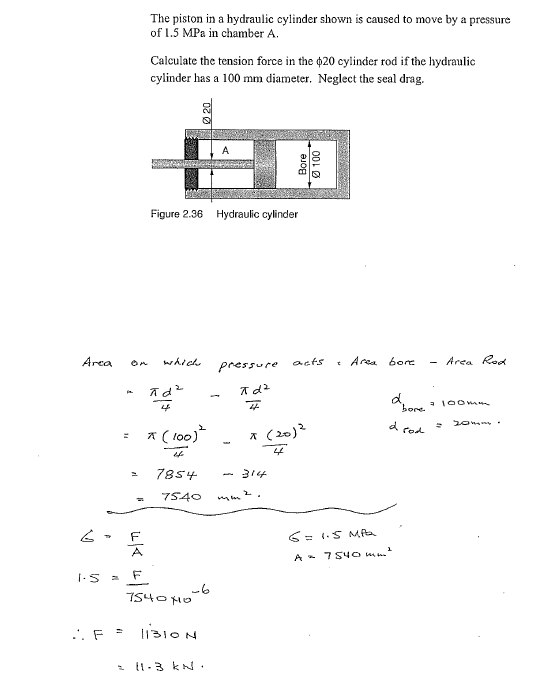 The piston in a hydraulic cylinder shown is caused to move by a pressure
of 1.5 MPa in chamber A.
Calculate the tension force in the ϕ20 cylinder rod if the hydraulic
cylinder has a 100 mm diameter. Neglect the seal drag.
Ø 20
A
Bore
Ø 100
Figure 2.36 Hydraulic cylinder
Area on which pressure acts = Area bore - Area Rod
= πd²/4 - πd²/4
d bore = 100mm
= π(100)²/4 - π(20)²/4
d rod = 20mm.
= 7854 - 314
= 7540 mm².
σ = F/A
σ = 1.5 MPa
A = 7540 mm²
1.5 = F/7540 x10⁻⁶
∴ F = 11310 N
= 11.3 kN.